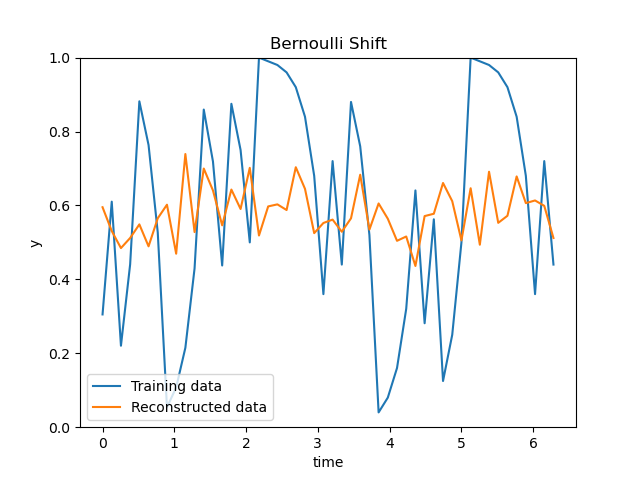 Bernoulli Shift
1.0
0.8
0.6
0.4
0.2
0.0
y
Training data
Reconstructed data
0 1 2 3 4 5 6
time